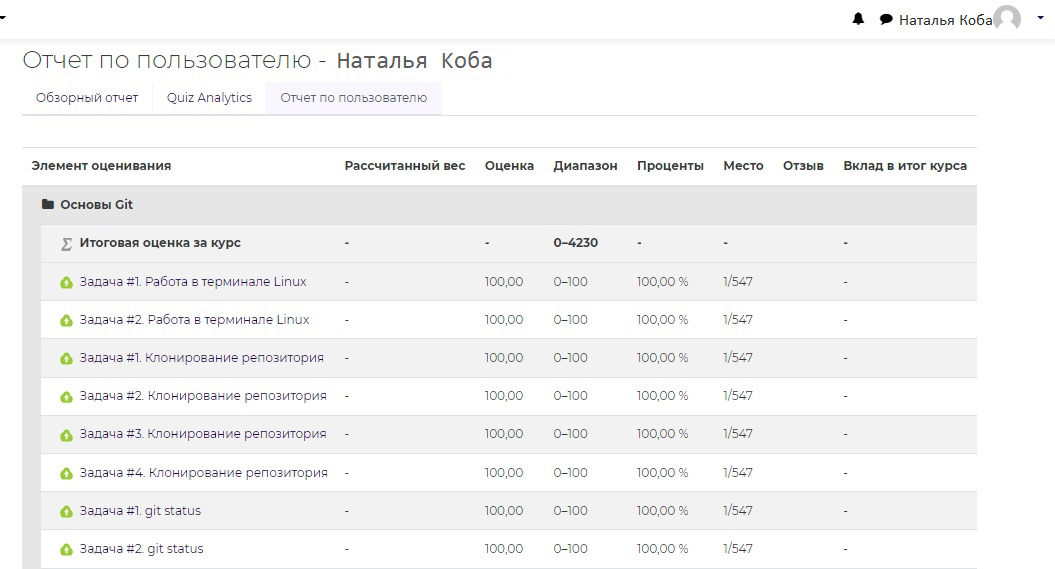 Наталья Коба
Отчет по пользователю - Наталья Коба
Обзорный отчет Quiz Analytics Отчет по пользователю
Элемент оценивания Рассчитанный вес Оценка Диапазон Проценты Место Отзыв Вклад в итог курса
Основы Git
Итоговая оценка за курс - - 0–4230 - - -
Задача #1. Работа в терминале Linux - 100,00 0–100 100,00 % 1/547 -
Задача #2. Работа в терминале Linux - 100,00 0–100 100,00 % 1/547 -
Задача #1. Клонирование репозитория - 100,00 0–100 100,00 % 1/547 -
Задача #2. Клонирование репозитория - 100,00 0–100 100,00 % 1/547 -
Задача #3. Клонирование репозитория - 100,00 0–100 100,00 % 1/547 -
Задача #4. Клонирование репозитория - 100,00 0–100 100,00 % 1/547 -
Задача #1. git status - 100,00 0–100 100,00 % 1/547 -
Задача #2. git status - 100,00 0–100 100,00 % 1/547 -